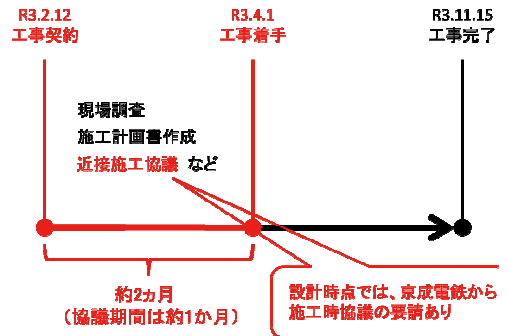 R3.2.12
工事契約
R3.4.1
工事着手
R3.11.15
工事完了
現場調査
施工計画書作成
近接施工協議 など
約2ヵ月
（協議期間は約1か月）
設計時点では、京成電鉄から
施工時協議の要請あり